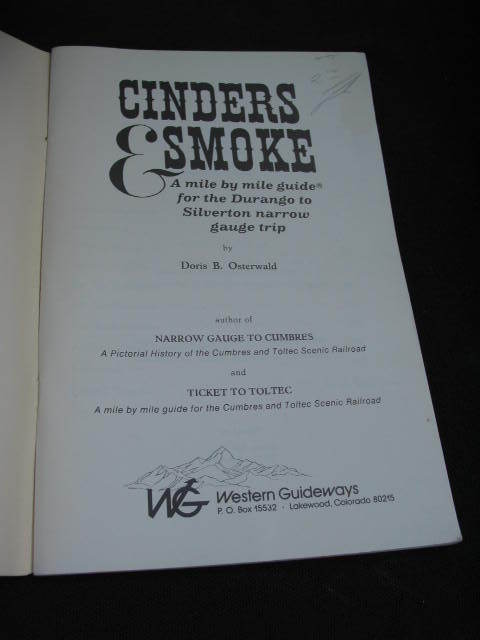 CINDERS
& SMOKE
A mile by mile guide®
for the Durango to
Silverton narrow
gauge trip
by
Doris B. Osterwald
author of
NARROW GAUGE TO CUMBRES
A Pictorial History of the Cumbres and Toltec Scenic Railroad
and
TICKET TO TOLTEC
A mile by mile guide for the Cumbres and Toltec Scenic Railroad
WG Western Guideways
P. O. Box 15532 · Lakewood, Colorado 80215